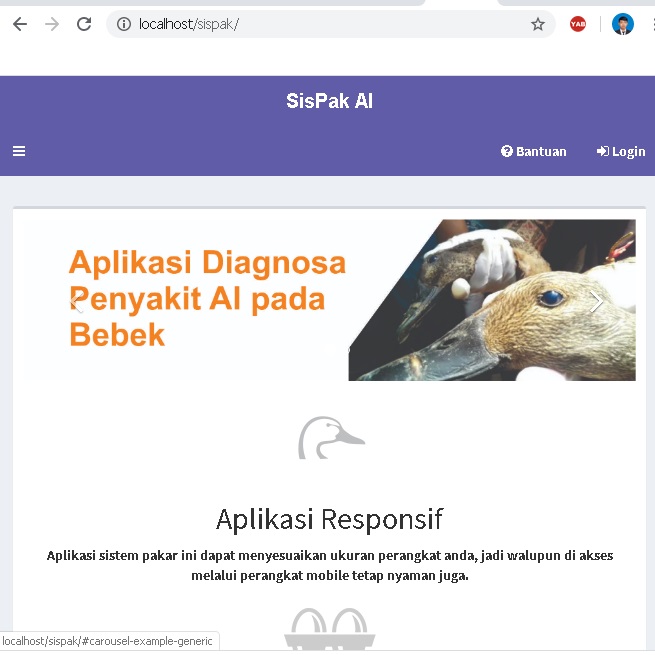 localhost/sispak/
YAB
SisPak AI
Bantuan
Login
Aplikasi Diagnosa
Penyakit AI pada
Bebek
Aplikasi Responsif
Aplikasi sistem pakar ini dapat menyesuaikan ukuran perangkat anda, jadi walupun di akses
melalui perangkat mobile tetap nyaman juga.
localhost/sispak/#carousel-example-generic